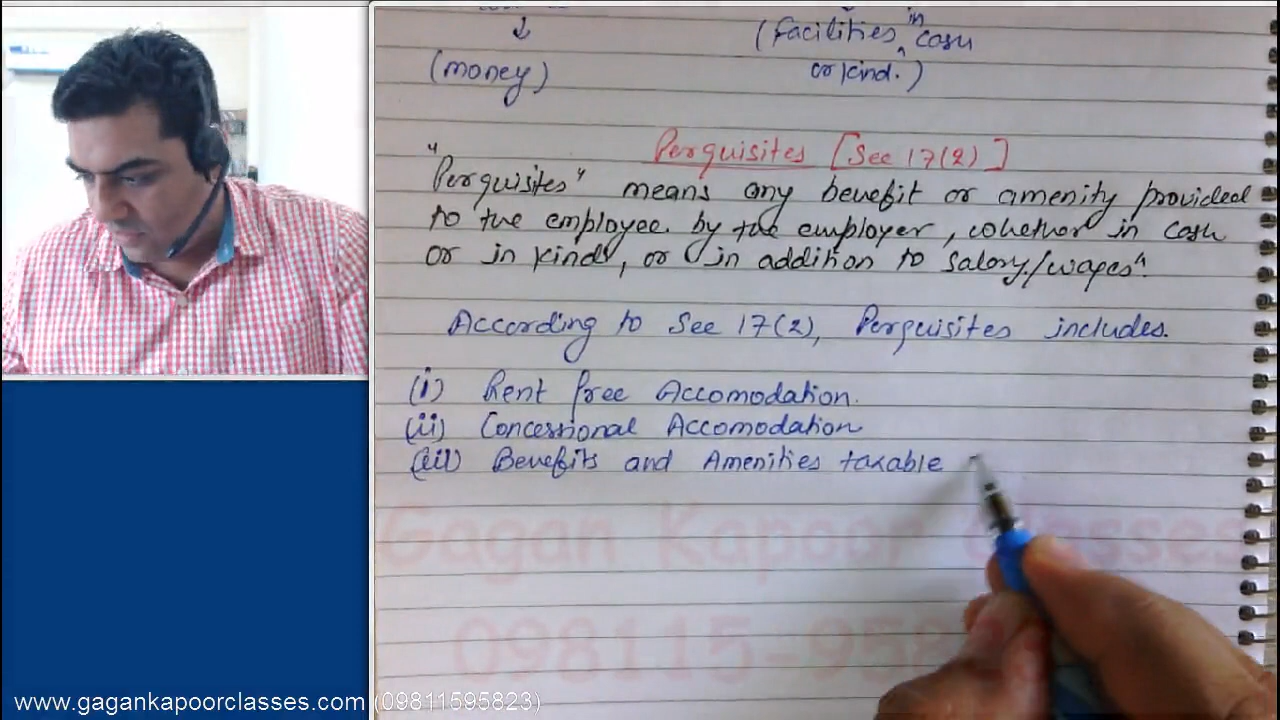 (money)
(facilities in cash
or kind.)
Perquisites [Sec 17(2)]
"Perquisites" means any benefit or amenity provided
to the employee. by the employer, whether in cash
or in kind, or in addition to salary/wages".
According to Sec 17(2), Perquisites includes.
(i) Rent free Accomodation.
(ii) Concessional Accomodation
(iii) Benefits and Amenities taxable
Gagan Kapoor Classes
098115-95
www.gagankapoorclasses.com (09811595823)